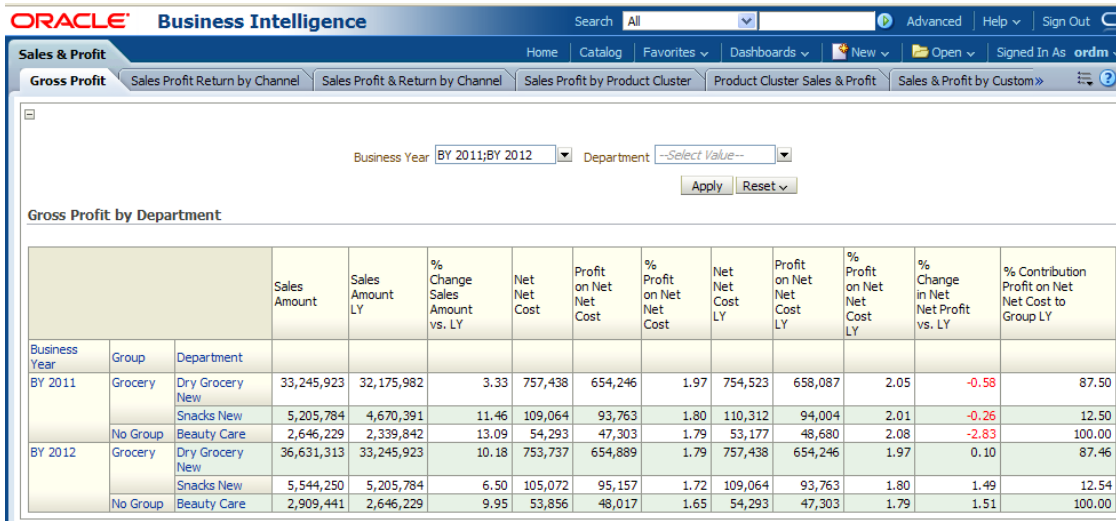 ORACLE Business Intelligence Search All Advanced Help Sign Out
Sales & Profit Home Catalog Favorites Dashboards New Open Signed In As ordm
Gross Profit Sales Profit Return by Channel Sales Profit & Return by Channel Sales Profit by Product Cluster Product Cluster Sales & Profit Sales & Profit by Custom»
Business Year BY 2011;BY 2012 Department --Select Value--
Apply Reset
Gross Profit by Department
Sales Amount Sales Amount LY % Change Sales Amount vs. LY Net Net Cost Profit on Net Net Cost % Profit on Net Net Cost Net Net Cost LY Profit on Net Net Cost LY % Profit on Net Net Cost LY % Change in Net Net Profit vs. LY % Contribution Profit on Net Net Cost to Group LY
Business Year Group Department
BY 2011 Grocery Dry Grocery New 33,245,923 32,175,982 3.33 757,438 654,246 1.97 754,523 658,087 2.05 -0.58 87.50
Snacks New 5,205,784 4,670,391 11.46 109,064 93,763 1.80 110,312 94,004 2.01 -0.26 12.50
No Group Beauty Care 2,646,229 2,339,842 13.09 54,293 47,303 1.79 53,177 48,680 2.08 -2.83 100.00
BY 2012 Grocery Dry Grocery New 36,631,313 33,245,923 10.18 753,737 654,889 1.79 757,438 654,246 1.97 0.10 87.46
Snacks New 5,544,250 5,205,784 6.50 105,072 95,157 1.72 109,064 93,763 1.80 1.49 12.54
No Group Beauty Care 2,909,441 2,646,229 9.95 53,856 48,017 1.65 54,293 47,303 1.79 1.51 100.00